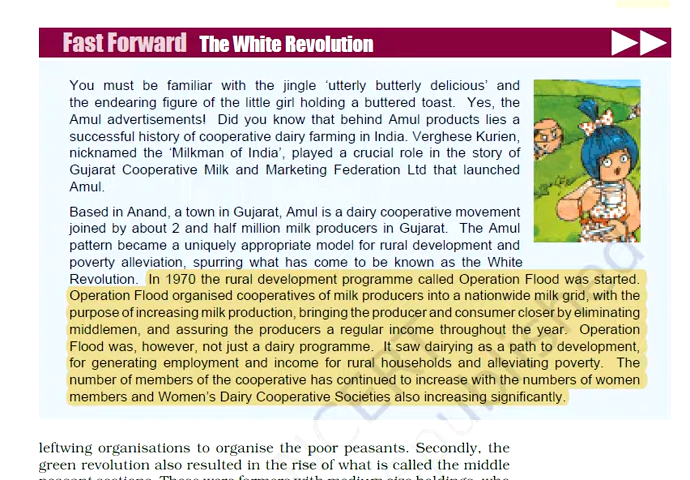 Fast Forward The White Revolution
You must be familiar with the jingle ‘utterly butterly delicious’ and
the endearing figure of the little girl holding a buttered toast. Yes, the
Amul advertisements! Did you know that behind Amul products lies a
successful history of cooperative dairy farming in India. Verghese Kurien,
nicknamed the ‘Milkman of India’, played a crucial role in the story of
Gujarat Cooperative Milk and Marketing Federation Ltd that launched
Amul.
Based in Anand, a town in Gujarat, Amul is a dairy cooperative movement
joined by about 2 and half million milk producers in Gujarat. The Amul
pattern became a uniquely appropriate model for rural development and
poverty alleviation, spurring what has come to be known as the White
Revolution. In 1970 the rural development programme called Operation Flood was started.
Operation Flood organised cooperatives of milk producers into a nationwide milk grid, with the
purpose of increasing milk production, bringing the producer and consumer closer by eliminating
middlemen, and assuring the producers a regular income throughout the year. Operation
Flood was, however, not just a dairy programme. It saw dairying as a path to development,
for generating employment and income for rural households and alleviating poverty. The
number of members of the cooperative has continued to increase with the numbers of women
members and Women’s Dairy Cooperative Societies also increasing significantly.
leftwing organisations to organise the poor peasants. Secondly, the
green revolution also resulted in the rise of what is called the middle